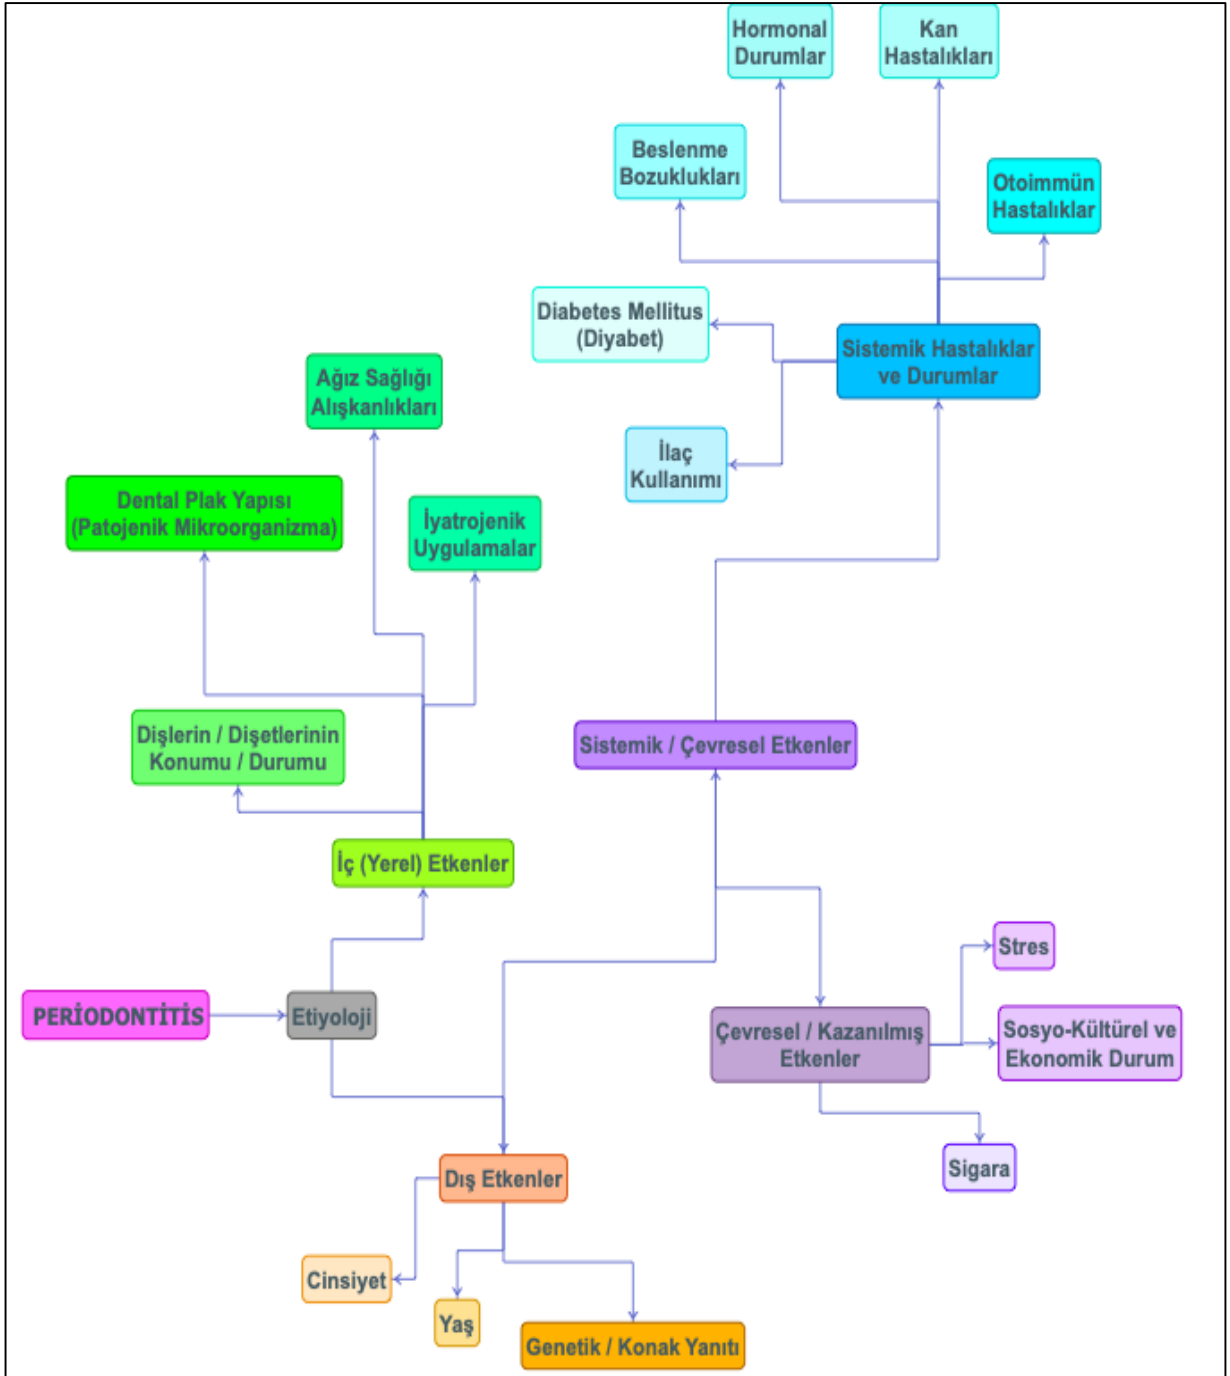 Hormonal
Durumlar
Kan
Hastalıkları
Beslenme
Bozuklukları
Otoimmün
Hastalıklar
Diabetes Mellitus
(Diyabet)
Sistemik Hastalıklar
ve Durumlar
Ağız Sağlığı
Alışkanlıkları
İlaç
Kullanımı
Dental Plak Yapısı
(Patojenik Mikroorganizma)
İyatrojenik
Uygulamalar
Dişlerin / Dişetlerinin
Konumu / Durumu
Sistemik / Çevresel Etkenler
İç (Yerel) Etkenler
Stres
PERİODONTİTİS
Etiyoloji
Çevresel / Kazanılmış
Etkenler
Sosyo-Kültürel ve
Ekonomik Durum
Sigara
Dış Etkenler
Cinsiyet
Yaş
Genetik / Konak Yanıtı